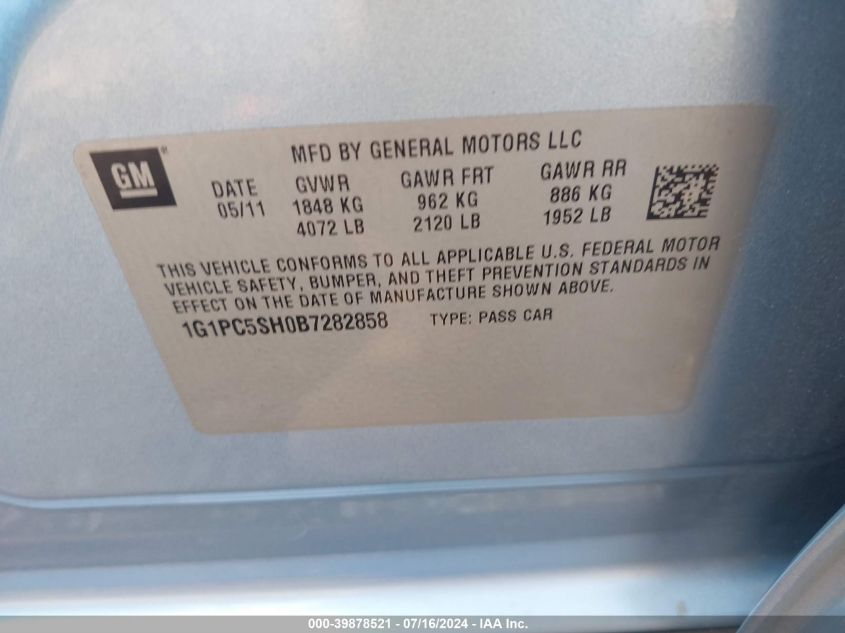 MFD BY GENERAL MOTORS LLC
GM®
DATE GVWR GAWR FRT GAWR RR
05/11 1848 KG 962 KG 886 KG
4072 LB 2120 LB 1952 LB
THIS VEHICLE CONFORMS TO ALL APPLICABLE U.S. FEDERAL MOTOR
VEHICLE SAFETY, BUMPER, AND THEFT PREVENTION STANDARDS IN
EFFECT ON THE DATE OF MANUFACTURE SHOWN ABOVE.
1G1PC5SH0B7282858 TYPE: PASS CAR
000-39878521 - 07/16/2024 - IAA Inc.